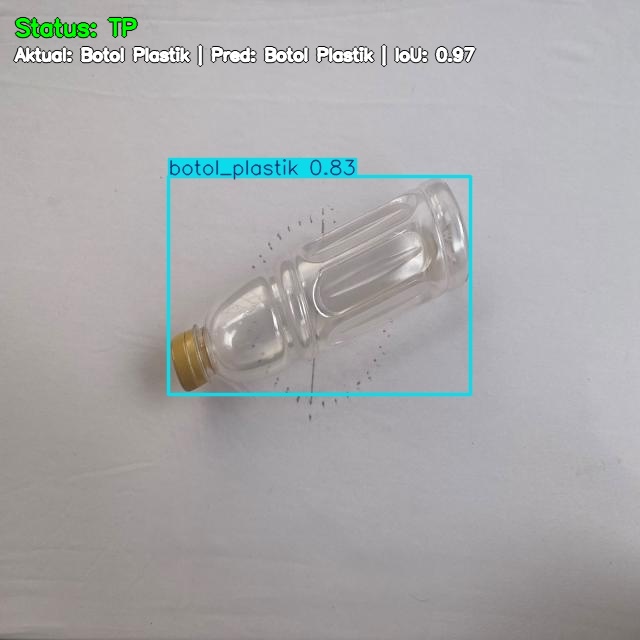 Status: TP
Aktual: Botol Plastik | Pred: Botol Plastik | IoU: 0.97
botol_plastik 0.83